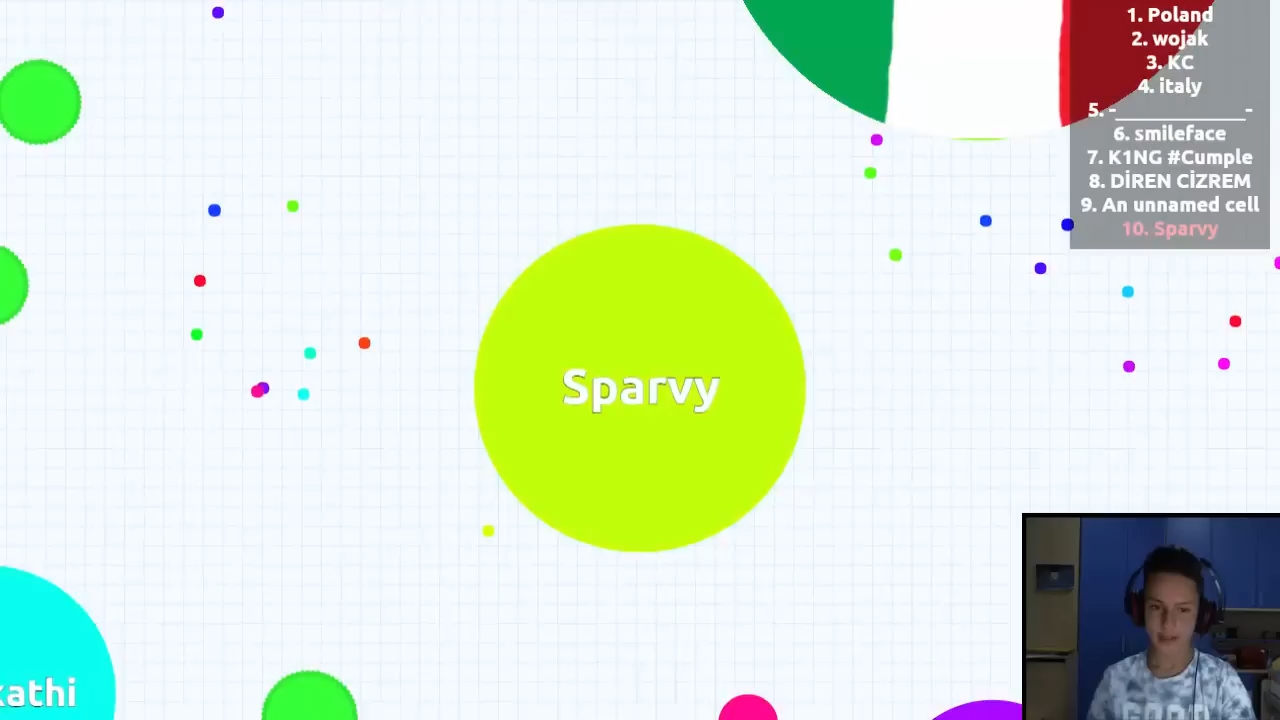 1. Poland
2. wojak
3. KC
4. italy
5. -_____________-
6. smileface
7. K1NG #Cumple
8. DİREN CİZREM
9. An unnamed cell
10. Sparvy
Sparvy
kathi